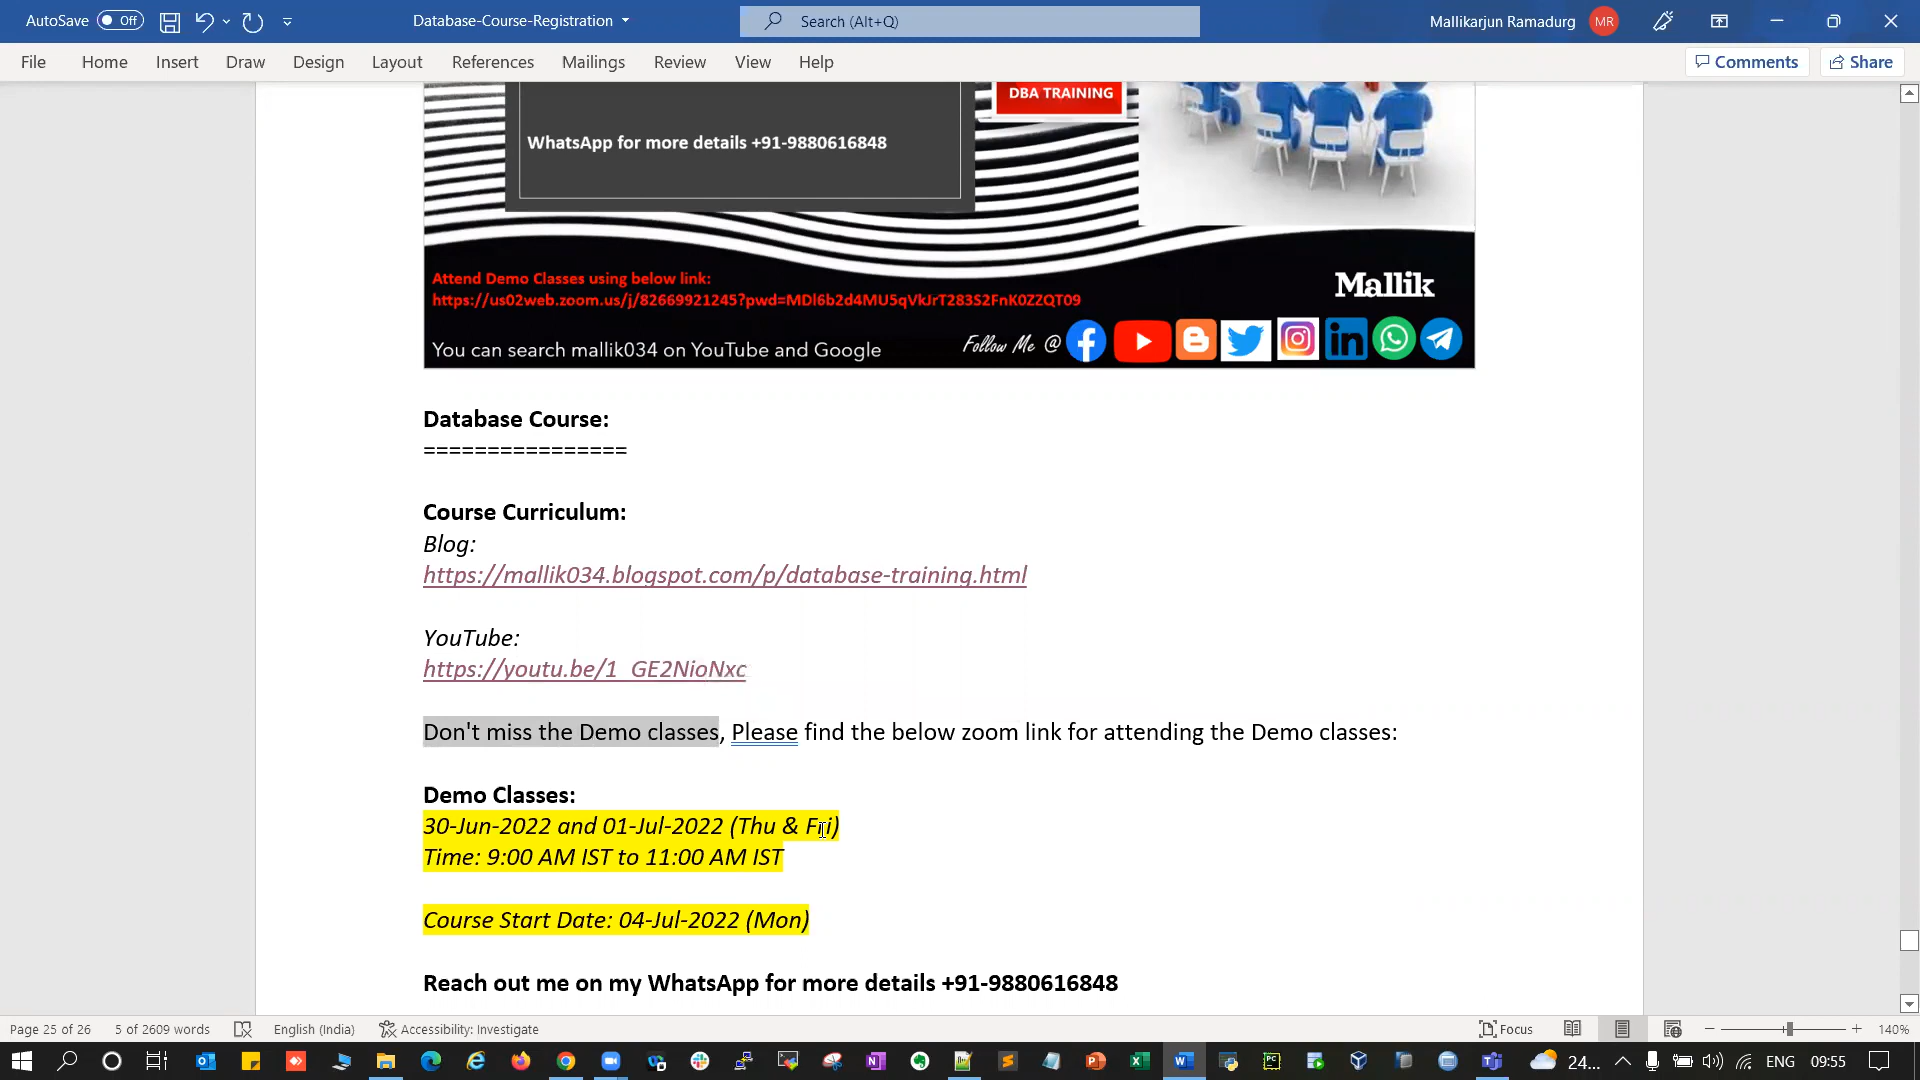 AutoSave Off Database-Course-Registration Search (Alt+Q) Mallikarjun Ramadurg MR
File Home Insert Draw Design Layout References Mailings Review View Help Comments Share
DBA TRAINING
WhatsApp for more details +91-9880616848
Attend Demo Classes using below link:
https://us02web.zoom.us/j/82669921245?pwd=MDl6b2d4MU5qVkJrT283S2FnK0ZZQT09
Mallik
You can search mallik034 on YouTube and Google
Follow Me @
Database Course:
================
Course Curriculum:
Blog:
https://mallik034.blogspot.com/p/database-training.html
YouTube:
https://youtu.be/1_GE2NioNxc
Don't miss the Demo classes, Please find the below zoom link for attending the Demo classes:
Demo Classes:
30-Jun-2022 and 01-Jul-2022 (Thu & Fri)
Time: 9:00 AM IST to 11:00 AM IST
Course Start Date: 04-Jul-2022 (Mon)
Reach out me on my WhatsApp for more details +91-9880616848
Page 25 of 26 5 of 2609 words English (India) Accessibility: Investigate Focus 140%
24... ENG 09:55